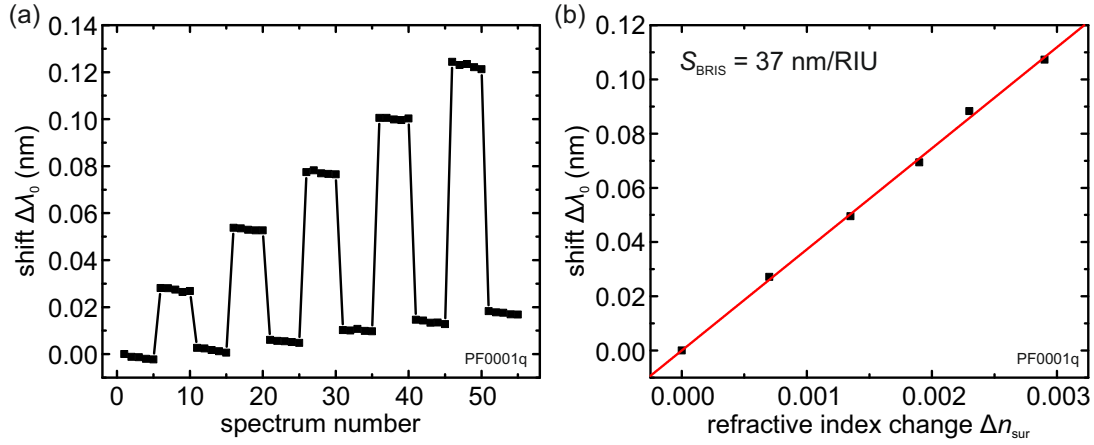 (a)
0.14
0.12
0.10
0.08
0.06
0.04
0.02
0.00
shift Δλ₀ (nm)
0 10 20 30 40 50
spectrum number
PF0001q
(b)
0.12
0.10
0.08
0.06
0.04
0.02
0.00
shift Δλ₀ (nm)
S_BRIS = 37 nm/RIU
PF0001q
0.000 0.001 0.002 0.003
refractive index change Δn_sur